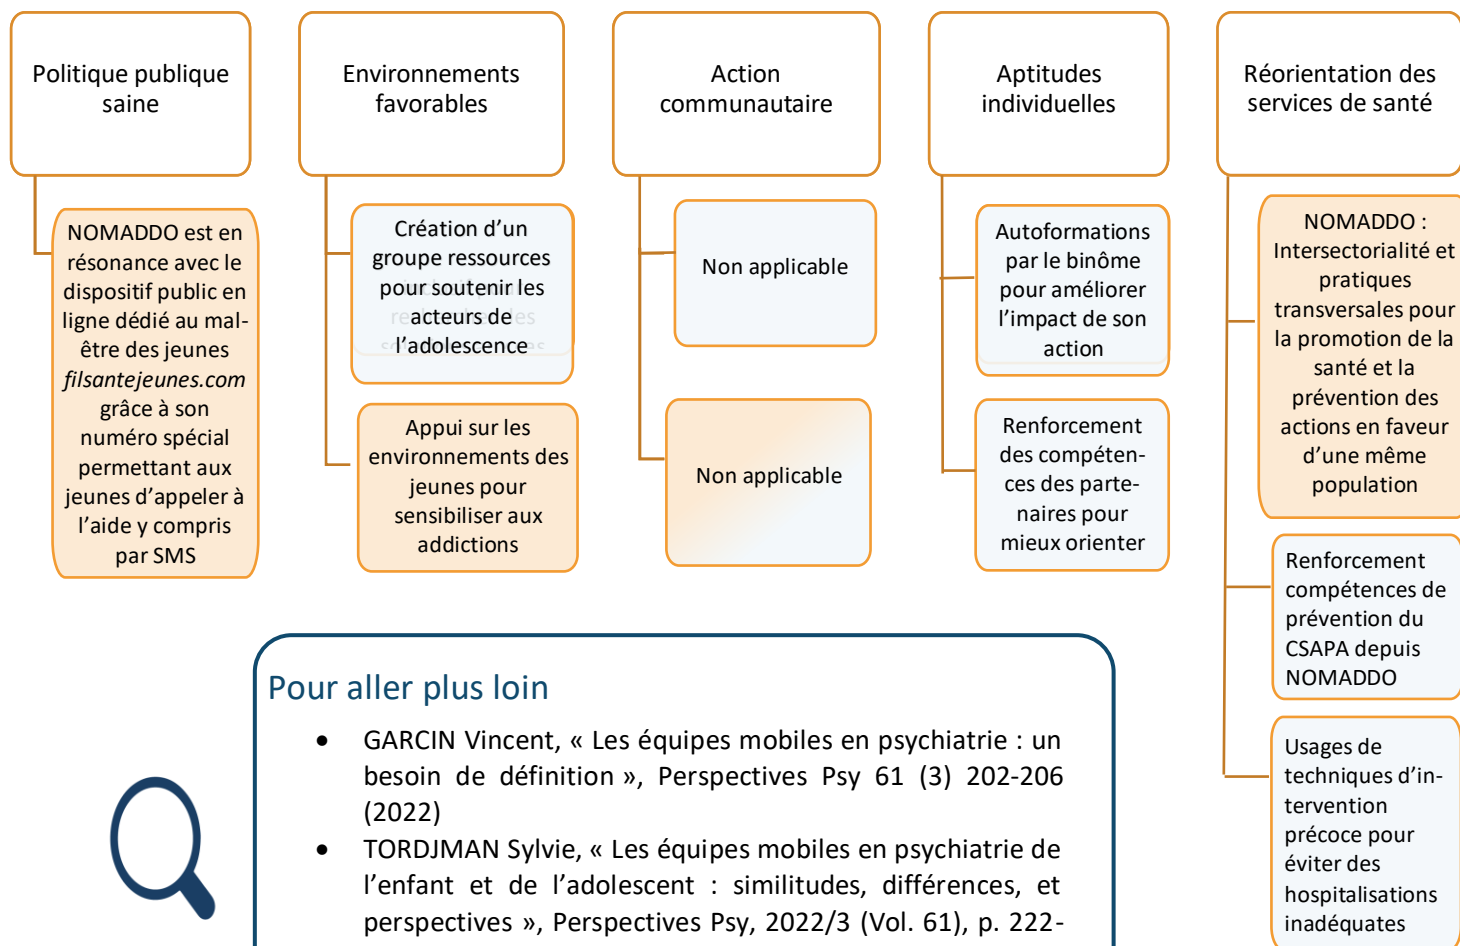 Politique publique
saine
Environnements
favorables
Action
communautaire
Aptitudes
individuelles
Réorientation des
services de santé
NOMADDO est en
résonance avec le
dispositif public en
ligne dédié au mal-
être des jeunes
filsantejeunes.com
grâce à son
numéro spécial
permettant aux
jeunes d’appeler à
l’aide y compris
par SMS
Création d’un
groupe ressources
pour soutenir les
acteurs de
l’adolescence
Appui sur les
environnements des
jeunes pour
sensibiliser aux
addictions
Non applicable
Non applicable
Autoformations
par le binôme
pour améliorer
l’impact de son
action
Renforcement
des compéten-
ces des parte-
naires pour
mieux orienter
NOMADDO :
Intersectorialité et
pratiques
transversales pour
la promotion de la
santé et la
prévention des
actions en faveur
d’une même
population
Renforcement
compétences de
prévention du
CSAPA depuis
NOMADDO
Usages de
techniques d’in-
tervention
précoce pour
éviter des
hospitalisations
inadéquates
Pour aller plus loin
• GARCIN Vincent, « Les équipes mobiles en psychiatrie : un
besoin de définition », Perspectives Psy 61 (3) 202-206
(2022)
• TORDJMAN Sylvie, « Les équipes mobiles en psychiatrie de
l’enfant et de l’adolescent : similitudes, différences, et
perspectives », Perspectives Psy, 2022/3 (Vol. 61), p. 222-